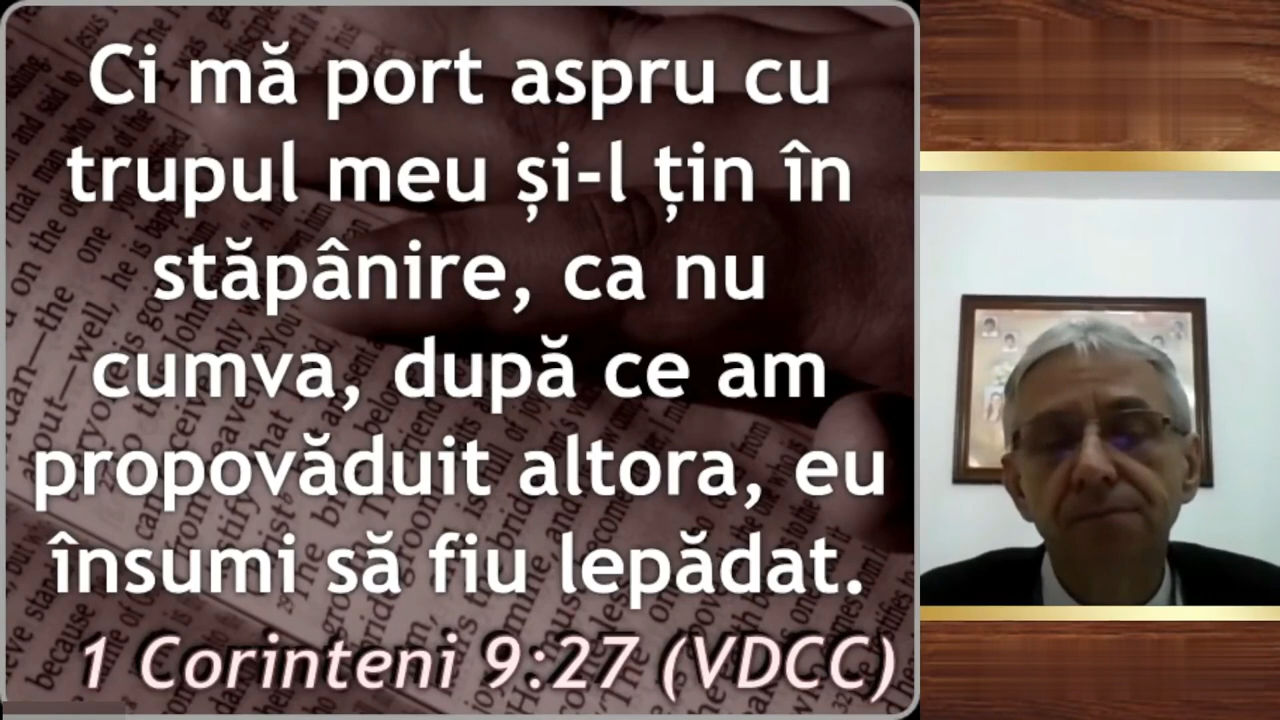 Ci mă port aspru cu
trupul meu și-l țin în
stăpânire, ca nu
cumva, după ce am
propovăduit altora, eu
însumi să fiu lepădat.
1 Corinteni 9:27 (VDCC)